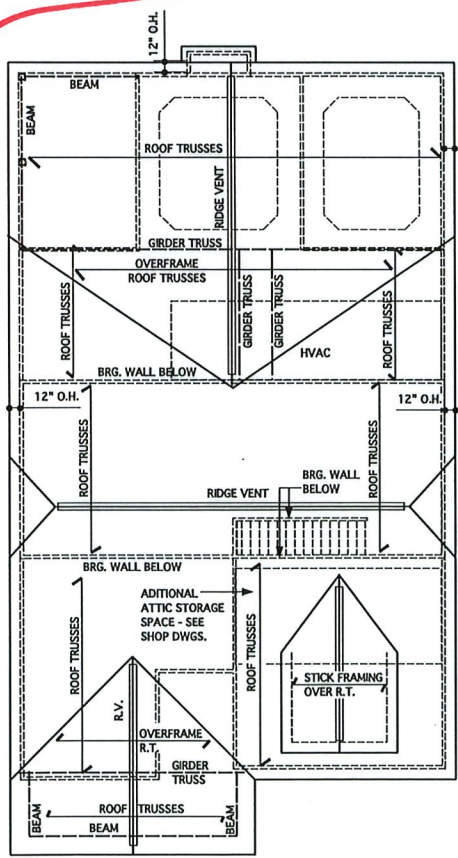 12" O.H.
BEAM
BEAM
ROOF TRUSSES
RIDGE VENT
GIRDER TRUSS
OVERFRAME
ROOF TRUSSES
ROOF TRUSSES
GIRDER TRUSS
GIRDER TRUSS
HVAC
ROOF TRUSSES
BRG. WALL BELOW
12" O.H.
12" O.H.
ROOF TRUSSES
ROOF TRUSSES
RIDGE VENT
BRG. WALL
BELOW
BRG. WALL BELOW
ADITIONAL
ATTIC STORAGE
SPACE - SEE
SHOP DWGS.
ROOF TRUSSES
ROOF TRUSSES
STICK FRAMING
OVER R.T.
R.V.
OVERFRAME
R.T.
GIRDER
TRUSS
BEAM
ROOF TRUSSES
BEAM
BEAM